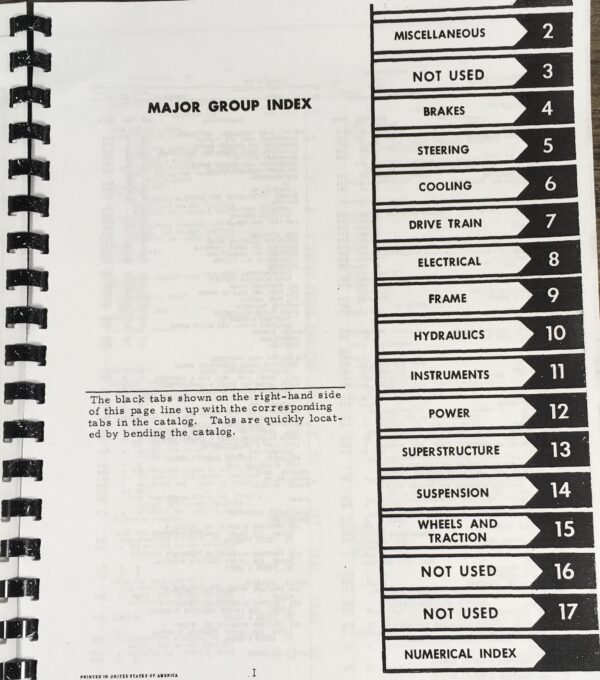 MAJOR GROUP INDEX
The black tabs shown on the right-hand side
of this page line up with the corresponding
tabs in the catalog. Tabs are quickly locat-
ed by bending the catalog.
MISCELLANEOUS 2
NOT USED 3
BRAKES 4
STEERING 5
COOLING 6
DRIVE TRAIN 7
ELECTRICAL 8
FRAME 9
HYDRAULICS 10
INSTRUMENTS 11
POWER 12
SUPERSTRUCTURE 13
SUSPENSION 14
WHEELS AND
TRACTION 15
NOT USED 16
NOT USED 17
NUMERICAL INDEX
PRINTED IN UNITED STATES OF AMERICA
I